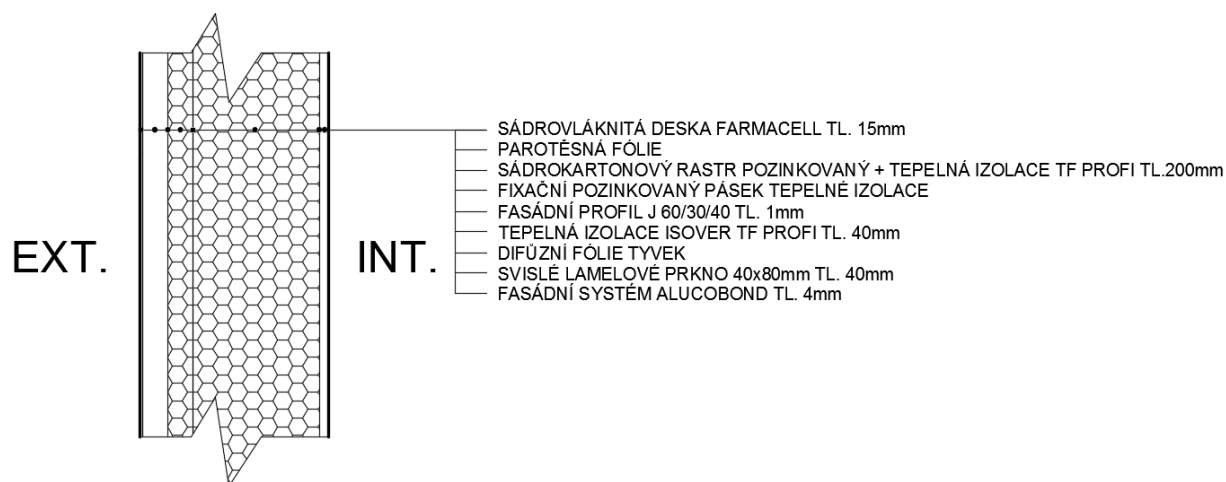 SÁDROVLÁKNITÁ DESKA FARMACELL TL. 15mm
PAROTĚSNÁ FÓLIE
SÁDROKARTONOVÝ RASTR POZINKOVANÝ + TEPELNÁ IZOLACE TF PROFI TL.200mm
FIXAČNÍ POZINKOVANÝ PÁSEK TEPELNÉ IZOLACE
FASÁDNÍ PROFIL J 60/30/40 TL. 1mm
TEPELNÁ IZOLACE ISOVER TF PROFI TL. 40mm
DIFŮZNÍ FÓLIE TYVEK
SVISLÉ LAMELOVÉ PRKNO 40x80mm TL. 40mm
FASÁDNÍ SYSTÉM ALUCOBOND TL. 4mm
EXT.
INT.